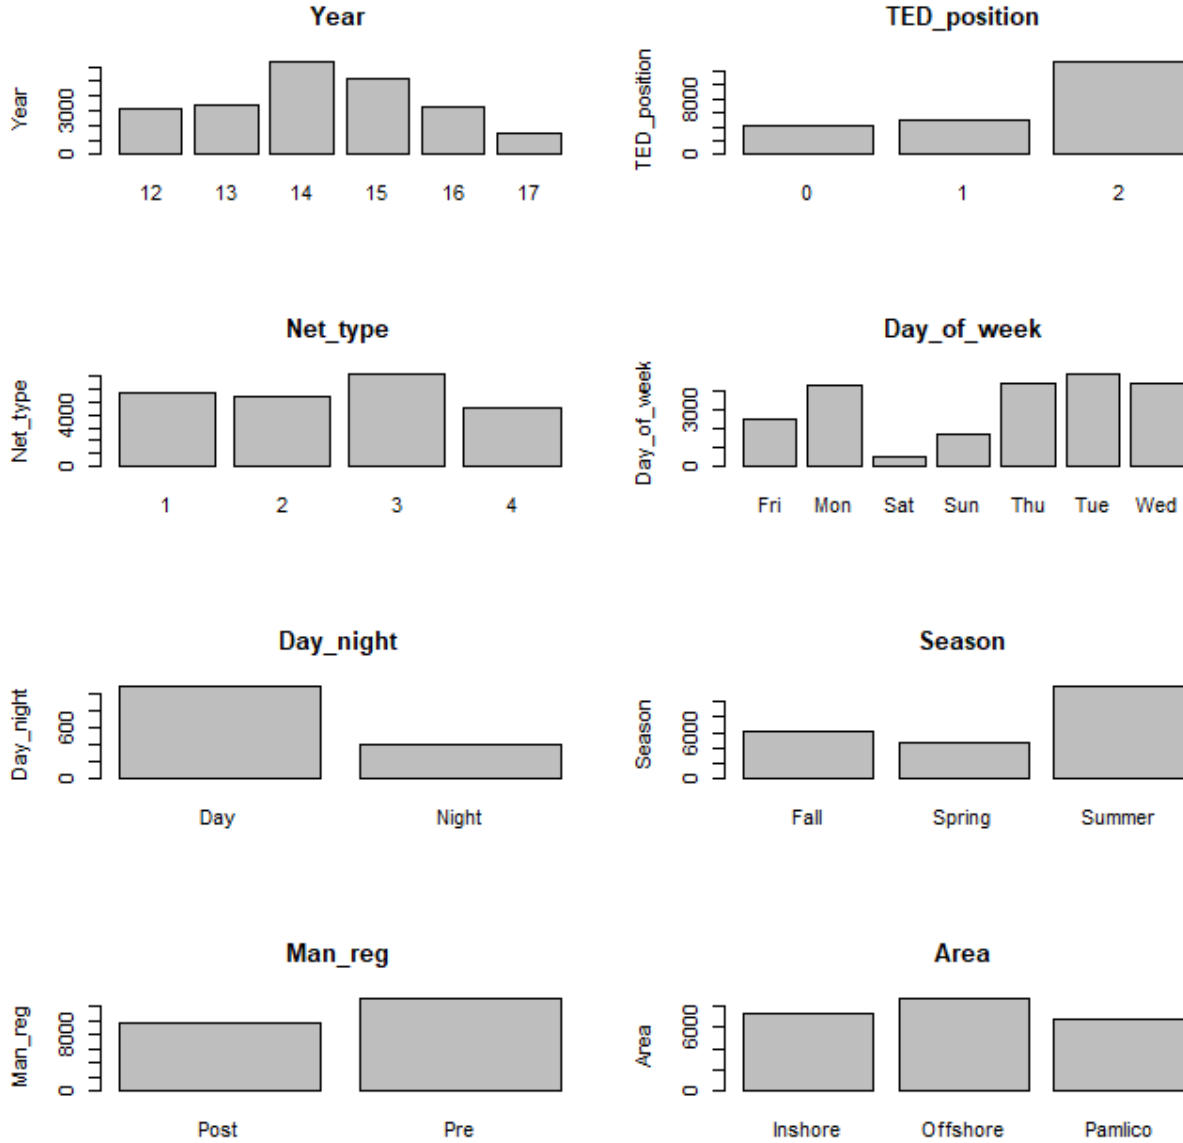 Year
Year
0
3000
12 13 14 15 16 17
TED_position
TED_position
0
8000
0 1 2
Net_type
Net_type
0
4000
1 2 3 4
Day_of_week
Day_of_week
0
3000
Fri Mon Sat Sun Thu Tue Wed
Day_night
Day_night
0
600
Day Night
Season
Season
0
6000
Fall Spring Summer
Man_reg
Man_reg
0
8000
Post Pre
Area
Area
0
6000
Inshore Offshore Pamlico